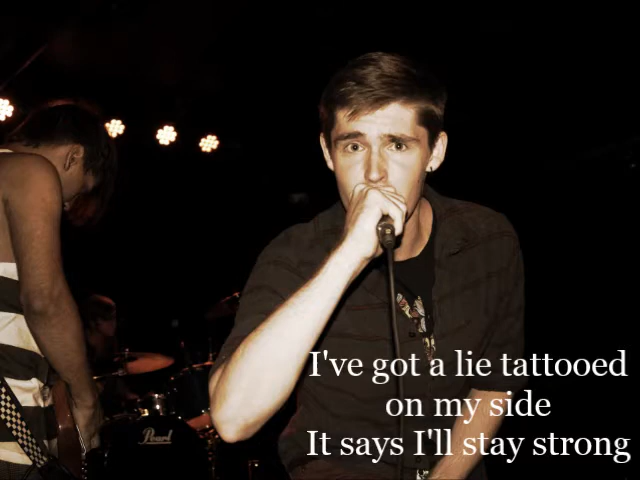 I've got a lie tattooed
on my side
It says I'll stay strong
Pearl